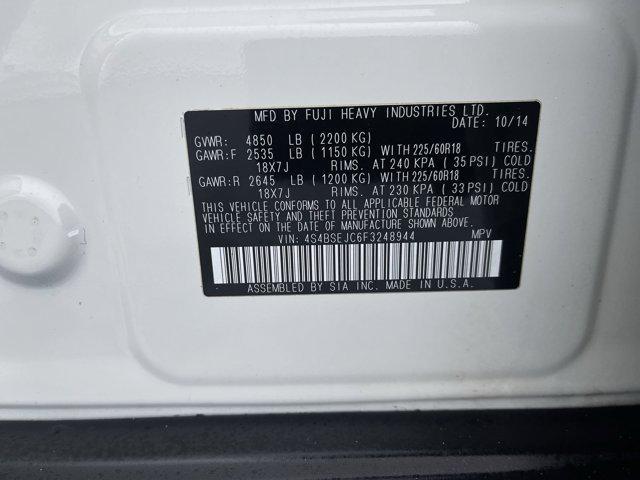 MFD BY FUJI HEAVY INDUSTRIES LTD.
DATE: 10/14
GVWR: 4850 LB ( 2200 KG)
GAWR:F 2535 LB ( 1150 KG) WITH 225/60R18 TIRES.
18X7J RIMS. AT 240 KPA ( 35 PSI) COLD
GAWR:R 2645 LB ( 1200 KG) WITH 225/60R18 TIRES.
18X7J RIMS. AT 230 KPA ( 33 PSI) COLD
THIS VEHICLE CONFORMS TO ALL APPLICABLE FEDERAL MOTOR
VEHICLE SAFETY AND THEFT PREVENTION STANDARDS
IN EFFECT ON THE DATE OF MANUFACTURE SHOWN ABOVE.
VIN: 4S4BSEJC6F3248944 MPV
ASSEMBLED BY SIA INC. MADE IN U.S.A.